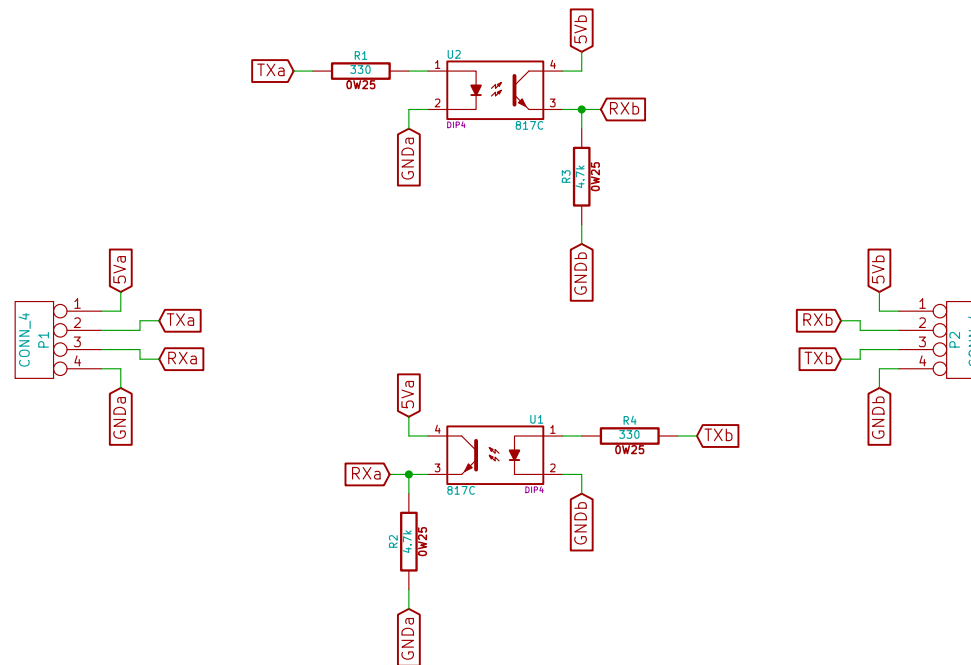 5Vb
U2
R1
TXa
330
0W25
1
2
4
3
DIP4
817C
RXb
GNDa
R3
4.7k
0W25
GNDb
5Va
CONN_4
P1
1
2
3
4
TXa
RXa
GNDa
5Vb
RXb
TXb
GNDb
1
2
3
4
P2
5Va
U1
R4
330
0W25
TXb
4
3
1
2
RXa
817C
DIP4
GNDb
R2
4.7k
0W25
GNDa